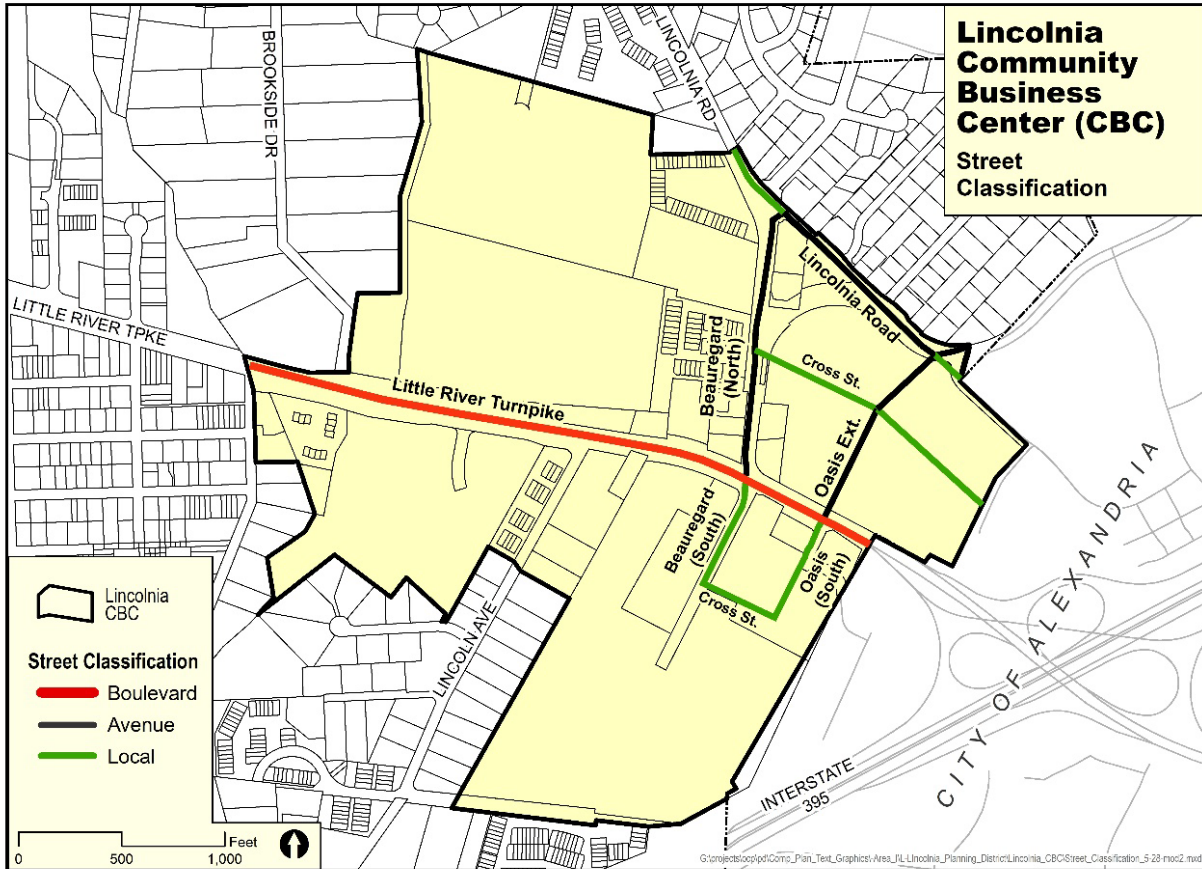 Lincolnia
Community
Business
Center (CBC)
Street
Classification
BROOKSIDE DR
LINCOLNIA RD
LITTLE RIVER TPKE
Little River Turnpike
Beauregard
(North)
Lincolnia Road
Cross St.
Oasis Ext.
Beauregard
(South)
Oasis
(South)
Cross St.
LINCOLN AVE
CITY OF ALEXANDRIA
INTERSTATE
395
Lincolnia
CBC
Street Classification
Boulevard
Avenue
Local
Feet
0 500 1,000